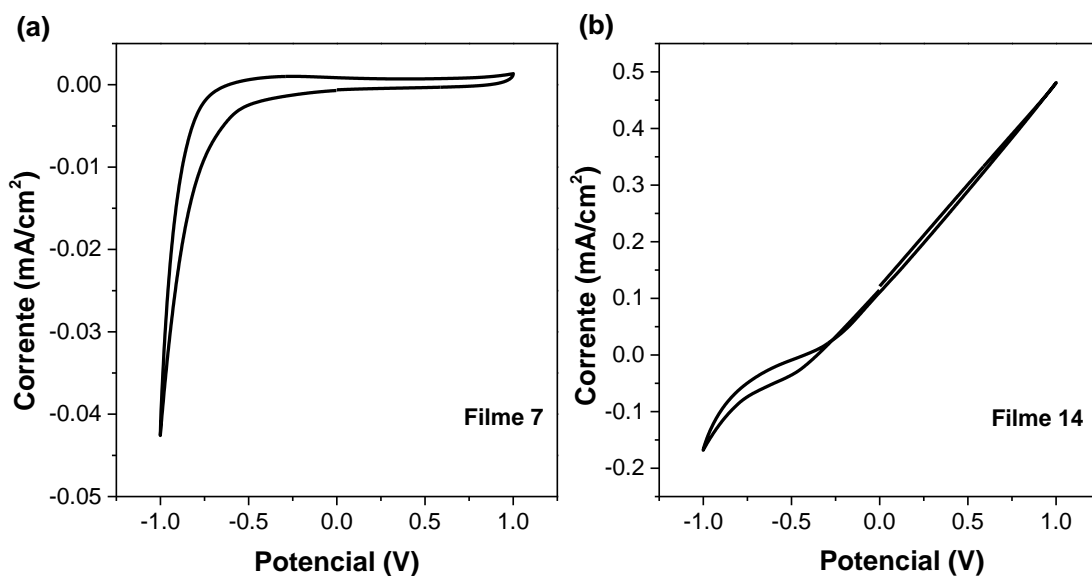 (a)
Corrente (mA/cm²)
0.00
-0.01
-0.02
-0.03
-0.04
-0.05
Filme 7
-1.0 -0.5 0.0 0.5 1.0
Potencial (V)
(b)
Corrente (mA/cm²)
0.5
0.4
0.3
0.2
0.1
0.0
-0.1
-0.2
Filme 14
-1.0 -0.5 0.0 0.5 1.0
Potencial (V)